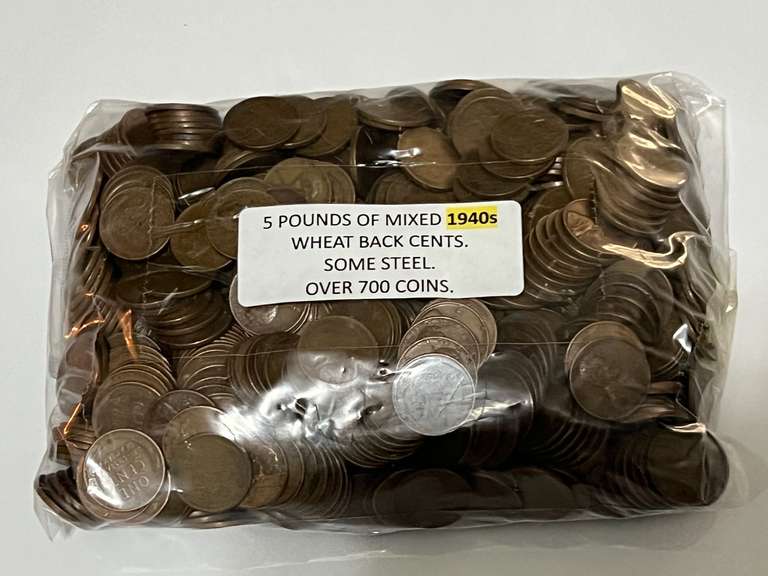 5 POUNDS OF MIXED 1940s
WHEAT BACK CENTS.
SOME STEEL.
OVER 700 COINS.